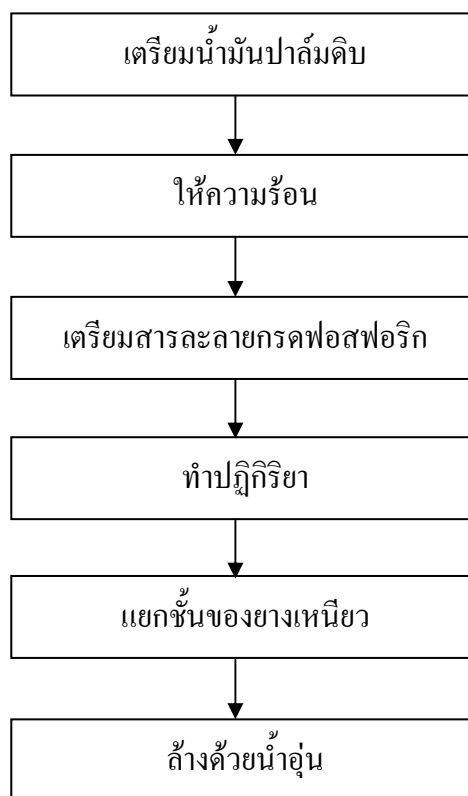 เตรียมน้ำมันปาล์มดิบ
ให้ความร้อน
เตรียมสารละลายกรดฟอสฟอริก
ทำปฏิกิริยา
แยกชั้นของยางเหนียว
ล้างด้วยน้ำอุ่น